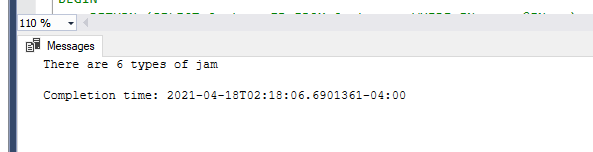 110 %
Messages
There are 6 types of jam
Completion time: 2021-04-18T02:18:06.6901361-04:00